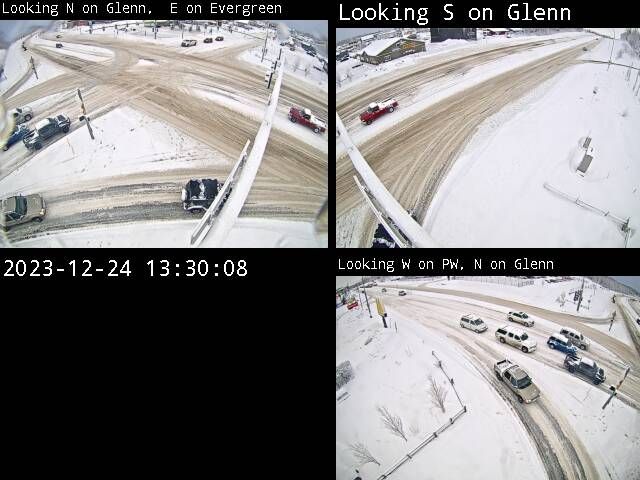 Looking N on Glenn,  E on Evergreen
Looking S on Glenn
2023-12-24 13:30:08
Looking W on PW, N on Glenn